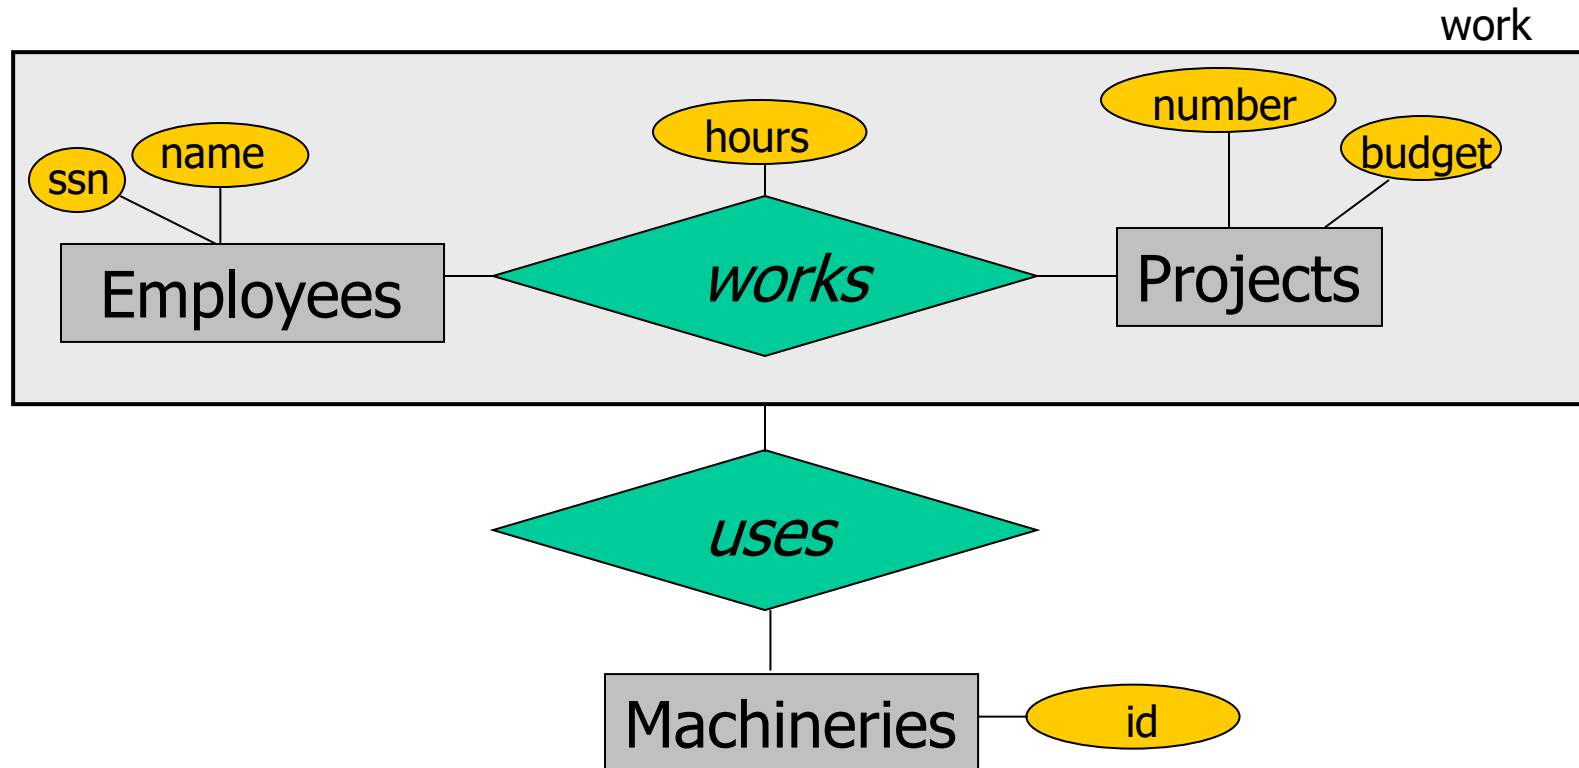 work
number
hours
name
budget
ssn
Employees
works
Projects
uses
Machineries
id